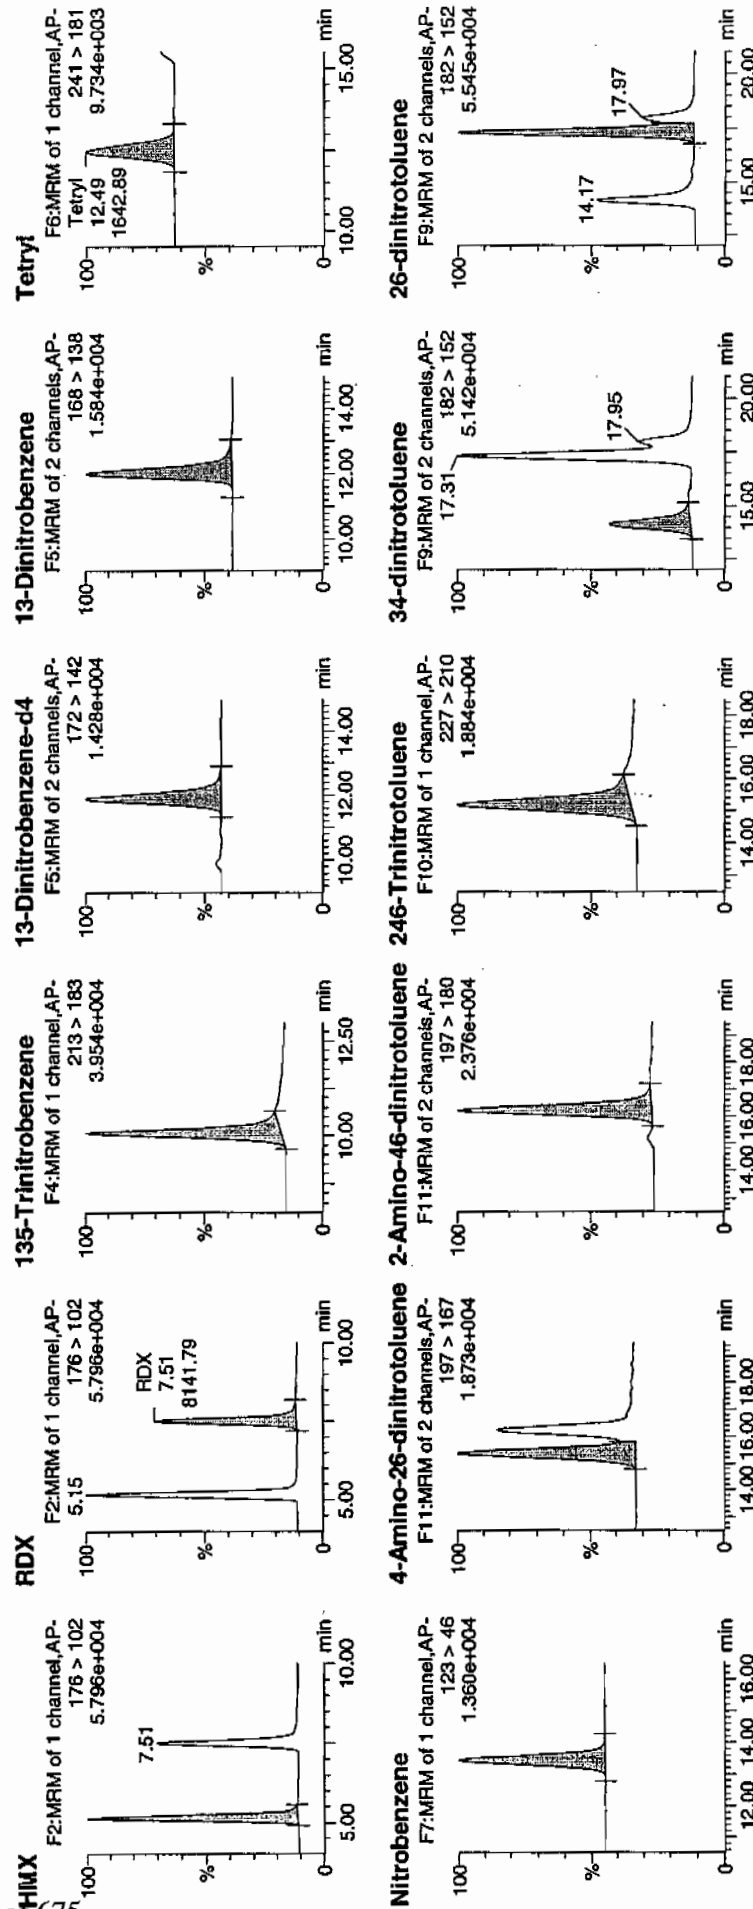 HMX
F2:MRM of 1 channel,AP-
176 > 102
5.796e+004
100
7.51
%
0
5.00
10.00
min
RDX
F2:MRM of 1 channel,AP-
5.15
176 > 102
5.796e+004
100
RDX
7.51
8141.79
%
0
5.00
10.00
min
135-Trinitrobenzene
F4:MRM of 1 channel,AP-
213 > 183
3.954e+004
100
%
0
10.00
12.50
min
13-Dinitrobenzene-d4
F5:MRM of 2 channels,AP-
172 > 142
1.428e+004
100
%
0
10.00
12.00
14.00
min
13-Dinitrobenzene
F5:MRM of 2 channels,AP-
168 > 138
1.584e+004
100
%
0
10.00
12.00
14.00
min
Tetryl
F6:MRM of 1 channel,AP-
Tetryl
241 > 181
12.49
9.734e+003
1642.89
100
%
0
10.00
15.00
min
Nitrobenzene
F7:MRM of 1 channel,AP-
123 > 46
1.360e+004
100
%
0
12.00
14.00
16.00
min
4-Amino-26-dinitrotoluene
F11:MRM of 2 channels,AP-
197 > 167
1.873e+004
100
%
0
14.00
16.00
18.00
min
2-Amino-46-dinitrotoluene
F11:MRM of 2 channels,AP-
197 > 180
2.376e+004
100
%
0
14.00
16.00
18.00
min
246-Trinitrotoluene
F10:MRM of 1 channel,AP-
227 > 210
1.884e+004
100
%
0
14.00
16.00
18.00
min
34-dinitrotoluene
F9:MRM of 2 channels,AP-
17.31
182 > 152
5.142e+004
100
17.95
%
0
15.00
20.00
min
26-dinitrotoluene
F9:MRM of 2 channels,AP-
182 > 152
5.545e+004
100
14.17
17.97
%
0
15.00
20.00
min